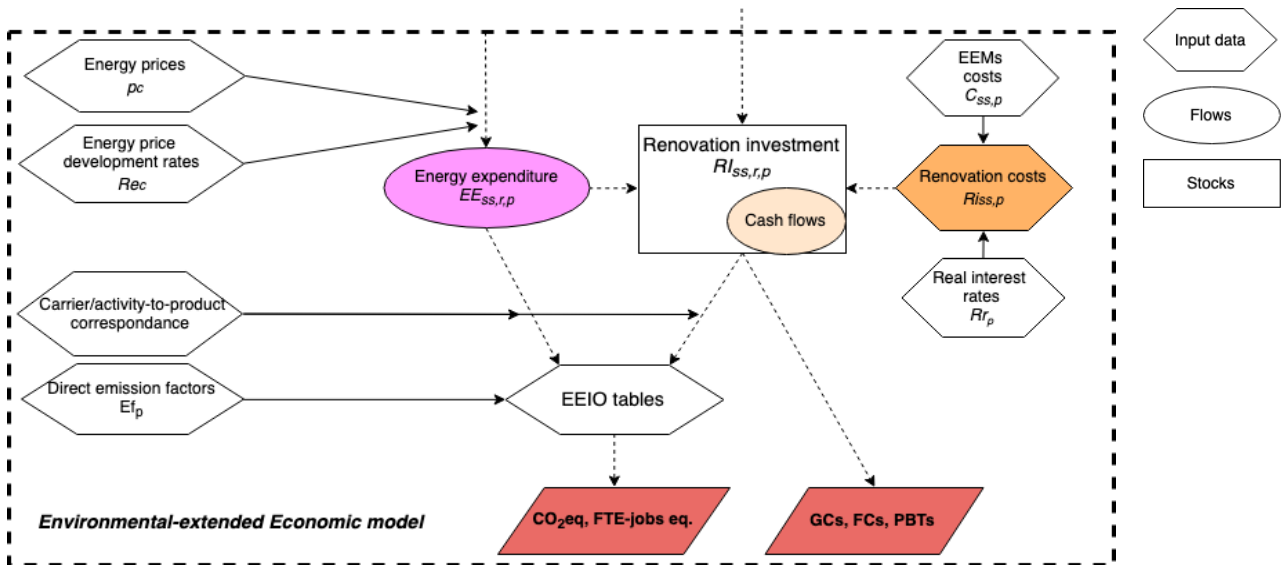 Energy prices
pc
Energy price
development rates
Rec
Energy expenditure
EEss,r,p
Renovation investment
RIss,r,p
Cash flows
EEMs
costs
Css,p
Renovation costs
Riss,p
Real interest
rates
Rrp
Carrier/activity-to-product
correspondance
Direct emission factors
Efp
EEIO tables
Environmental-extended Economic model
CO2eq, FTE-jobs eq.
GCs, FCs, PBTs
Input data
Flows
Stocks